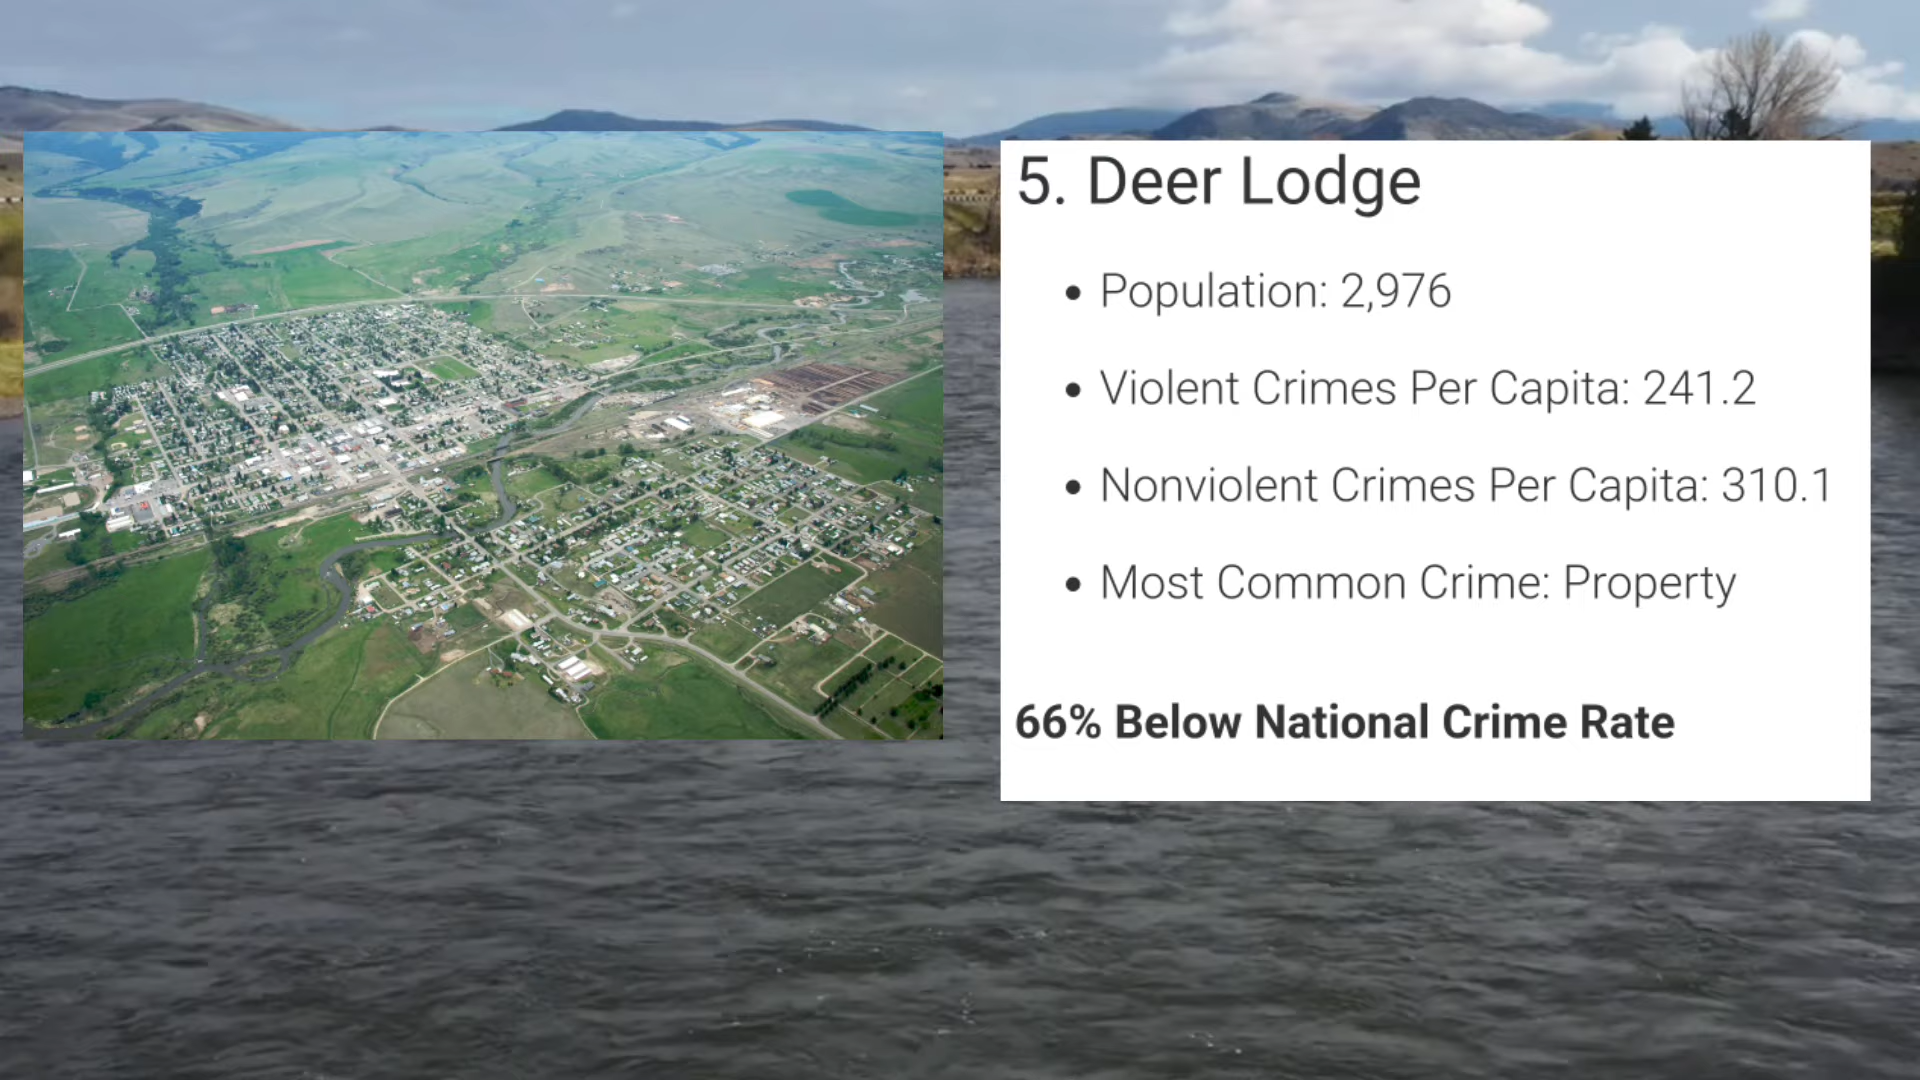 5. Deer Lodge
• Population: 2,976
• Violent Crimes Per Capita: 241.2
• Nonviolent Crimes Per Capita: 310.1
• Most Common Crime: Property
66% Below National Crime Rate